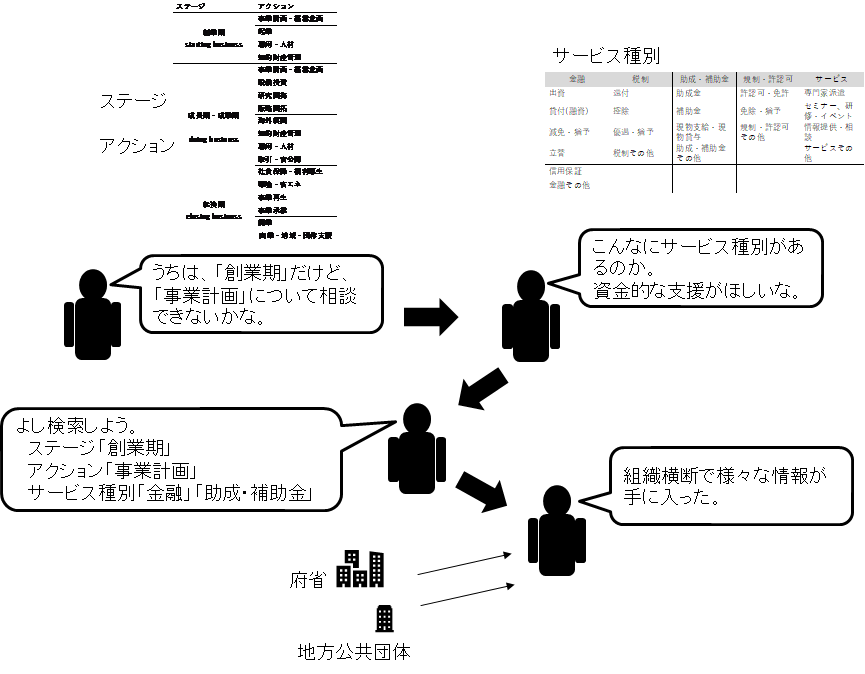 ステージ アクション
事業計画・経営企画
創業期 起業
starting business 雇用・人材
知的財産管理
事業計画・経営企画
設備投資
研究開発
成長期・成熟期 販路開拓
海外展開
doing business 知的財産管理
雇用・人材
取引・官公需
社会保障・福利厚生
環境・省エネ
転換期 事業再生
closing business 事業承継
廃業
商業・地域・団体支援
ステージ
アクション
サービス種別
金融 税制 助成・補助金 規制・許認可 サービス
出資 還付 助成金 許認可・免許 専門家派遣
貸付(融資) 控除 補助金 免除・猶予 セミナー、研修・イベント
減免・猶予 優遇・猶予 現物支給・現物貸与 規制・許認可その他 情報提供・相談
立替 税制その他 助成・補助金その他 サービスその他
信用保証
金融その他
うちは、「創業期」だけど、
「事業計画」について相談
できないかな。
こんなにサービス種別があ
るのか。
資金的な支援がほしいな。
よし検索しよう。
ステージ「創業期」
アクション「事業計画」
サービス種別「金融」「助成・補助金」
組織横断で様々な情報が
手に入った。
府省
地方公共団体